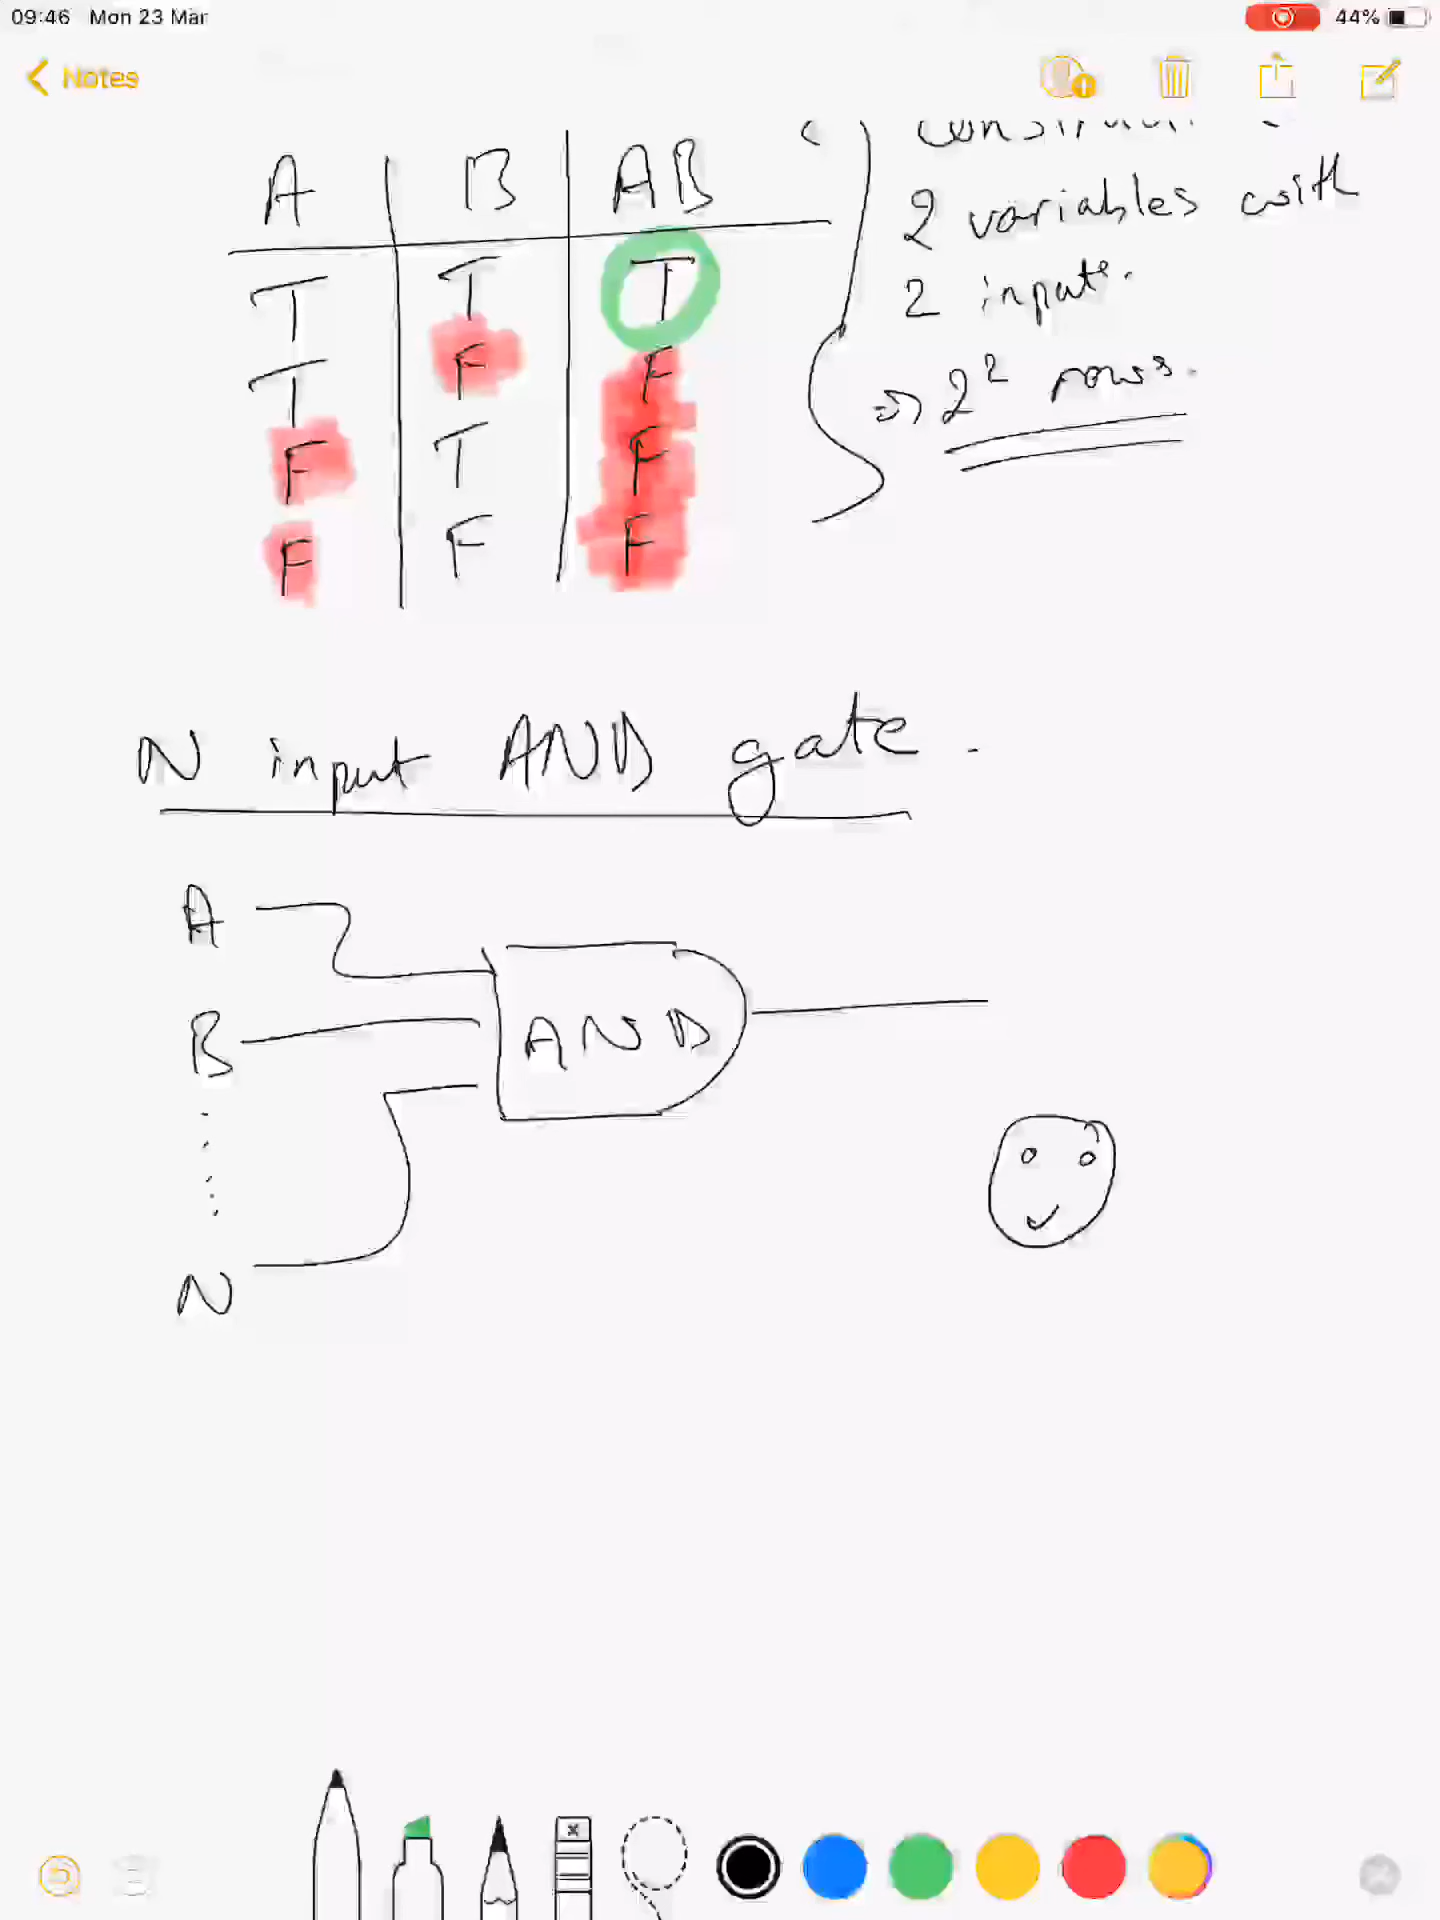 09:46 Mon 23 Mar
44%
Notes
A B AB
T T T
T F F
F T F
F F F
2 variables with
2 inputs.
⇒ 2² rows.
N input AND gate.
A
B
AND
N